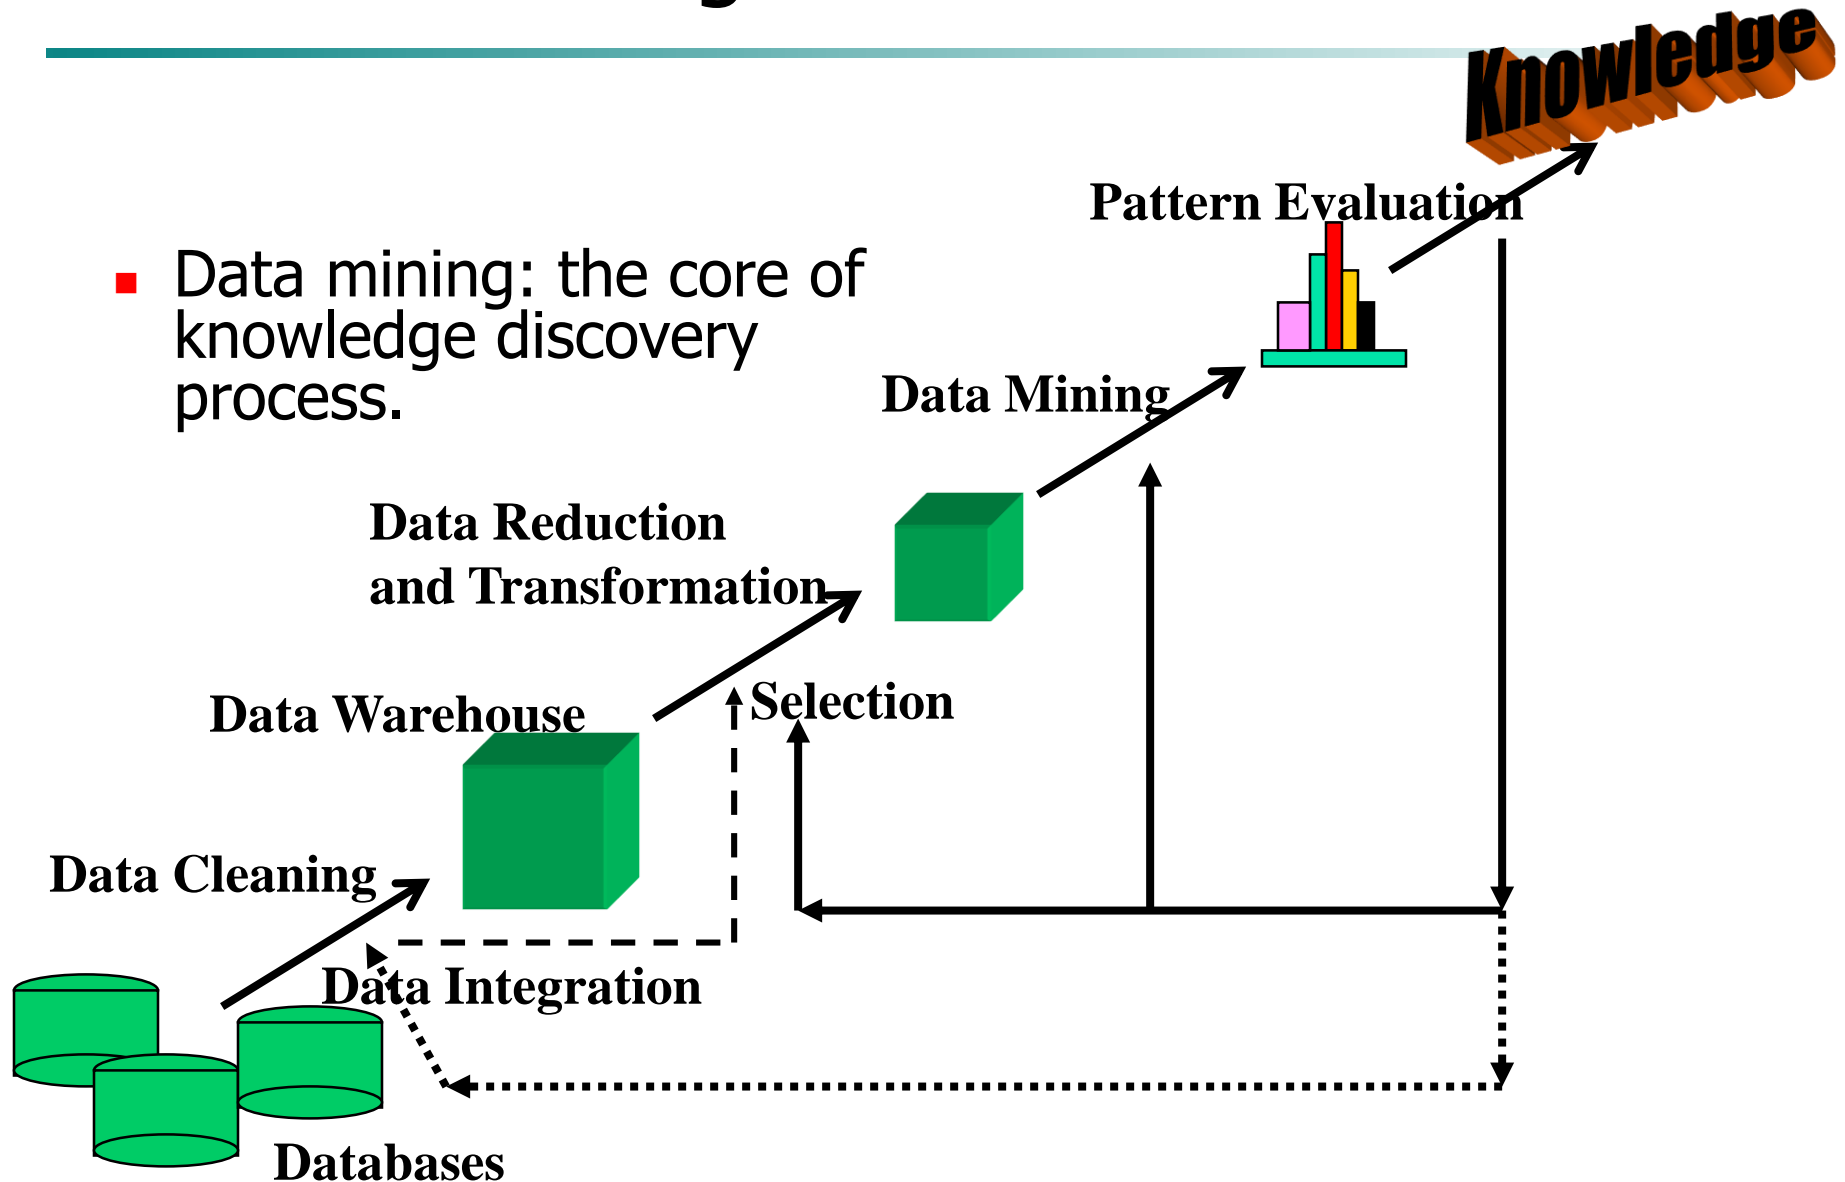 Knowledge
Pattern Evaluation
Data mining: the core of
knowledge discovery
process.
Data Mining
Data Reduction
and Transformation
Selection
Data Warehouse
Data Cleaning
Data Integration
Databases